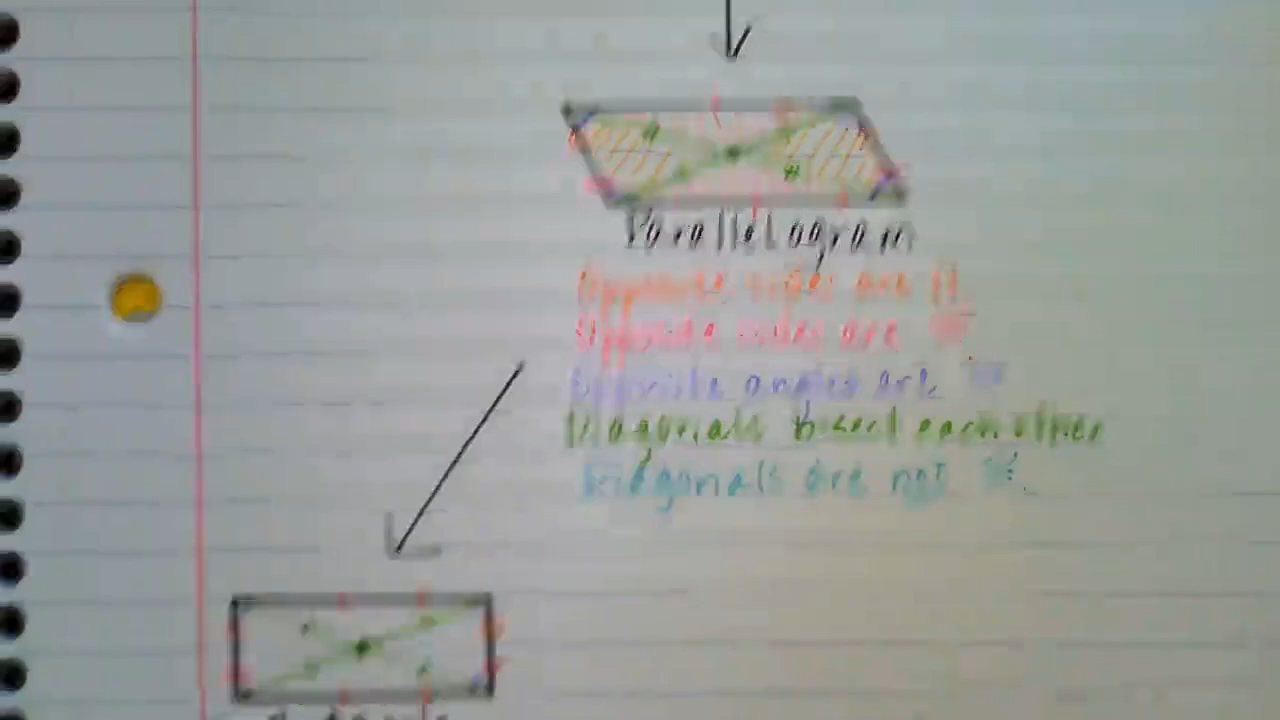 Parallelogram
Opposite sides are ||
Opposite sides are ≅
Opposite angles are ≅
Diagonals bisect each other
Diagonals are not ≅